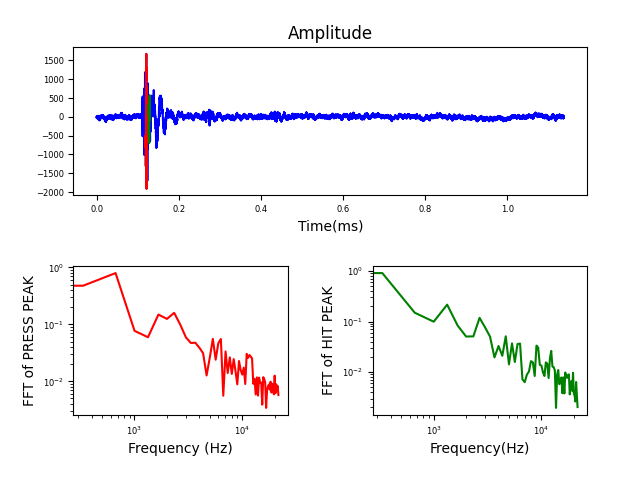 Amplitude
1500
1000
500
0
−500
−1000
−1500
−2000
0.0 0.2 0.4 0.6 0.8 1.0
Time(ms)
FFT of PRESS PEAK
10⁰
10⁻¹
10⁻²
10³ 10⁴
Frequency (Hz)
FFT of HIT PEAK
10⁰
10⁻¹
10⁻²
10³ 10⁴
Frequency(Hz)